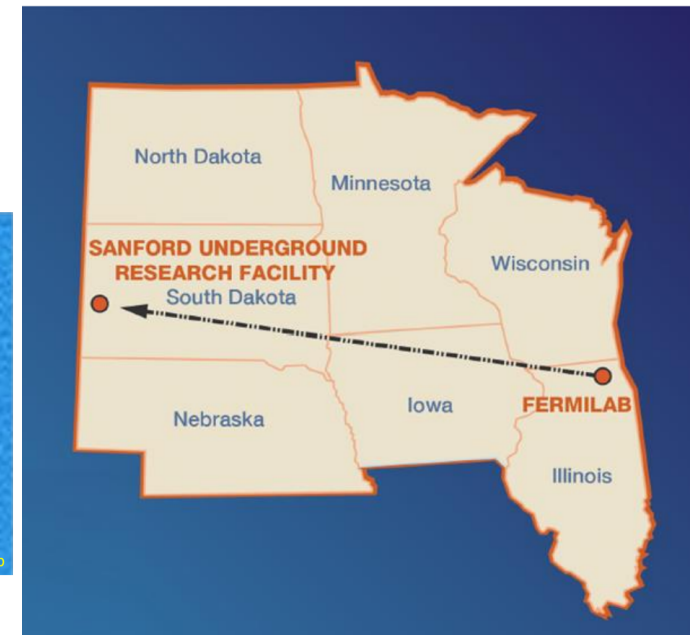 North Dakota
Minnesota
SANFORD UNDERGROUND
RESEARCH FACILITY
South Dakota
Wisconsin
Nebraska
Iowa
FERMILAB
Illinois